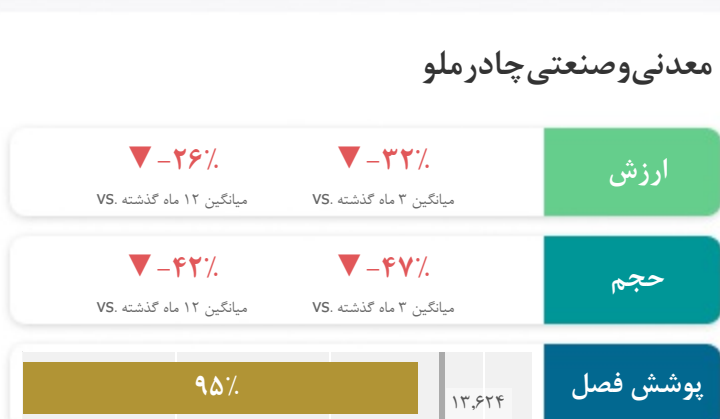 معدنی‌وصنعتی‌چادرملو
ارزش
▼ -۳۲٪ ▼ -۲۶٪
میانگین ۳ ماه گذشته .VS میانگین ۱۲ ماه گذشته .VS
حجم
▼ -۴۷٪ ▼ -۴۲٪
میانگین ۳ ماه گذشته .VS میانگین ۱۲ ماه گذشته .VS
پوشش فصل
۱۳,۶۲۴ ۹۵٪